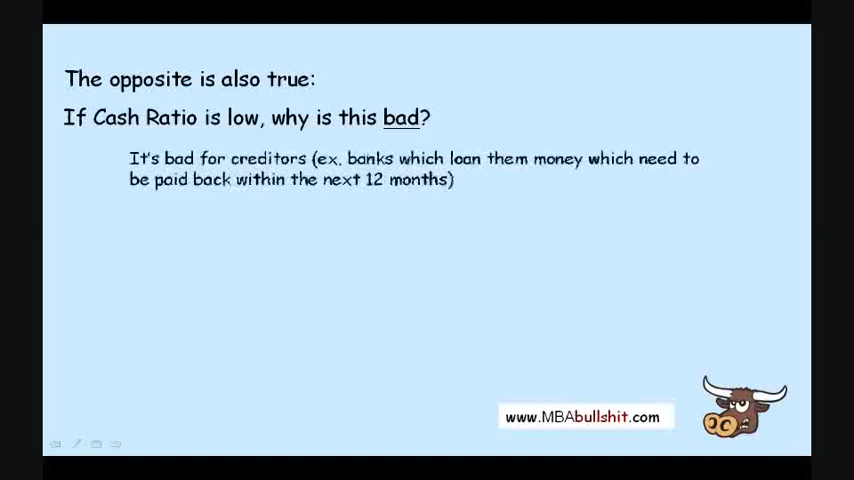 The opposite is also true:
If Cash Ratio is low, why is this bad?
It's bad for creditors (ex. banks which loan them money which need to
be paid back within the next 12 months)
www.MBAbullshit.com